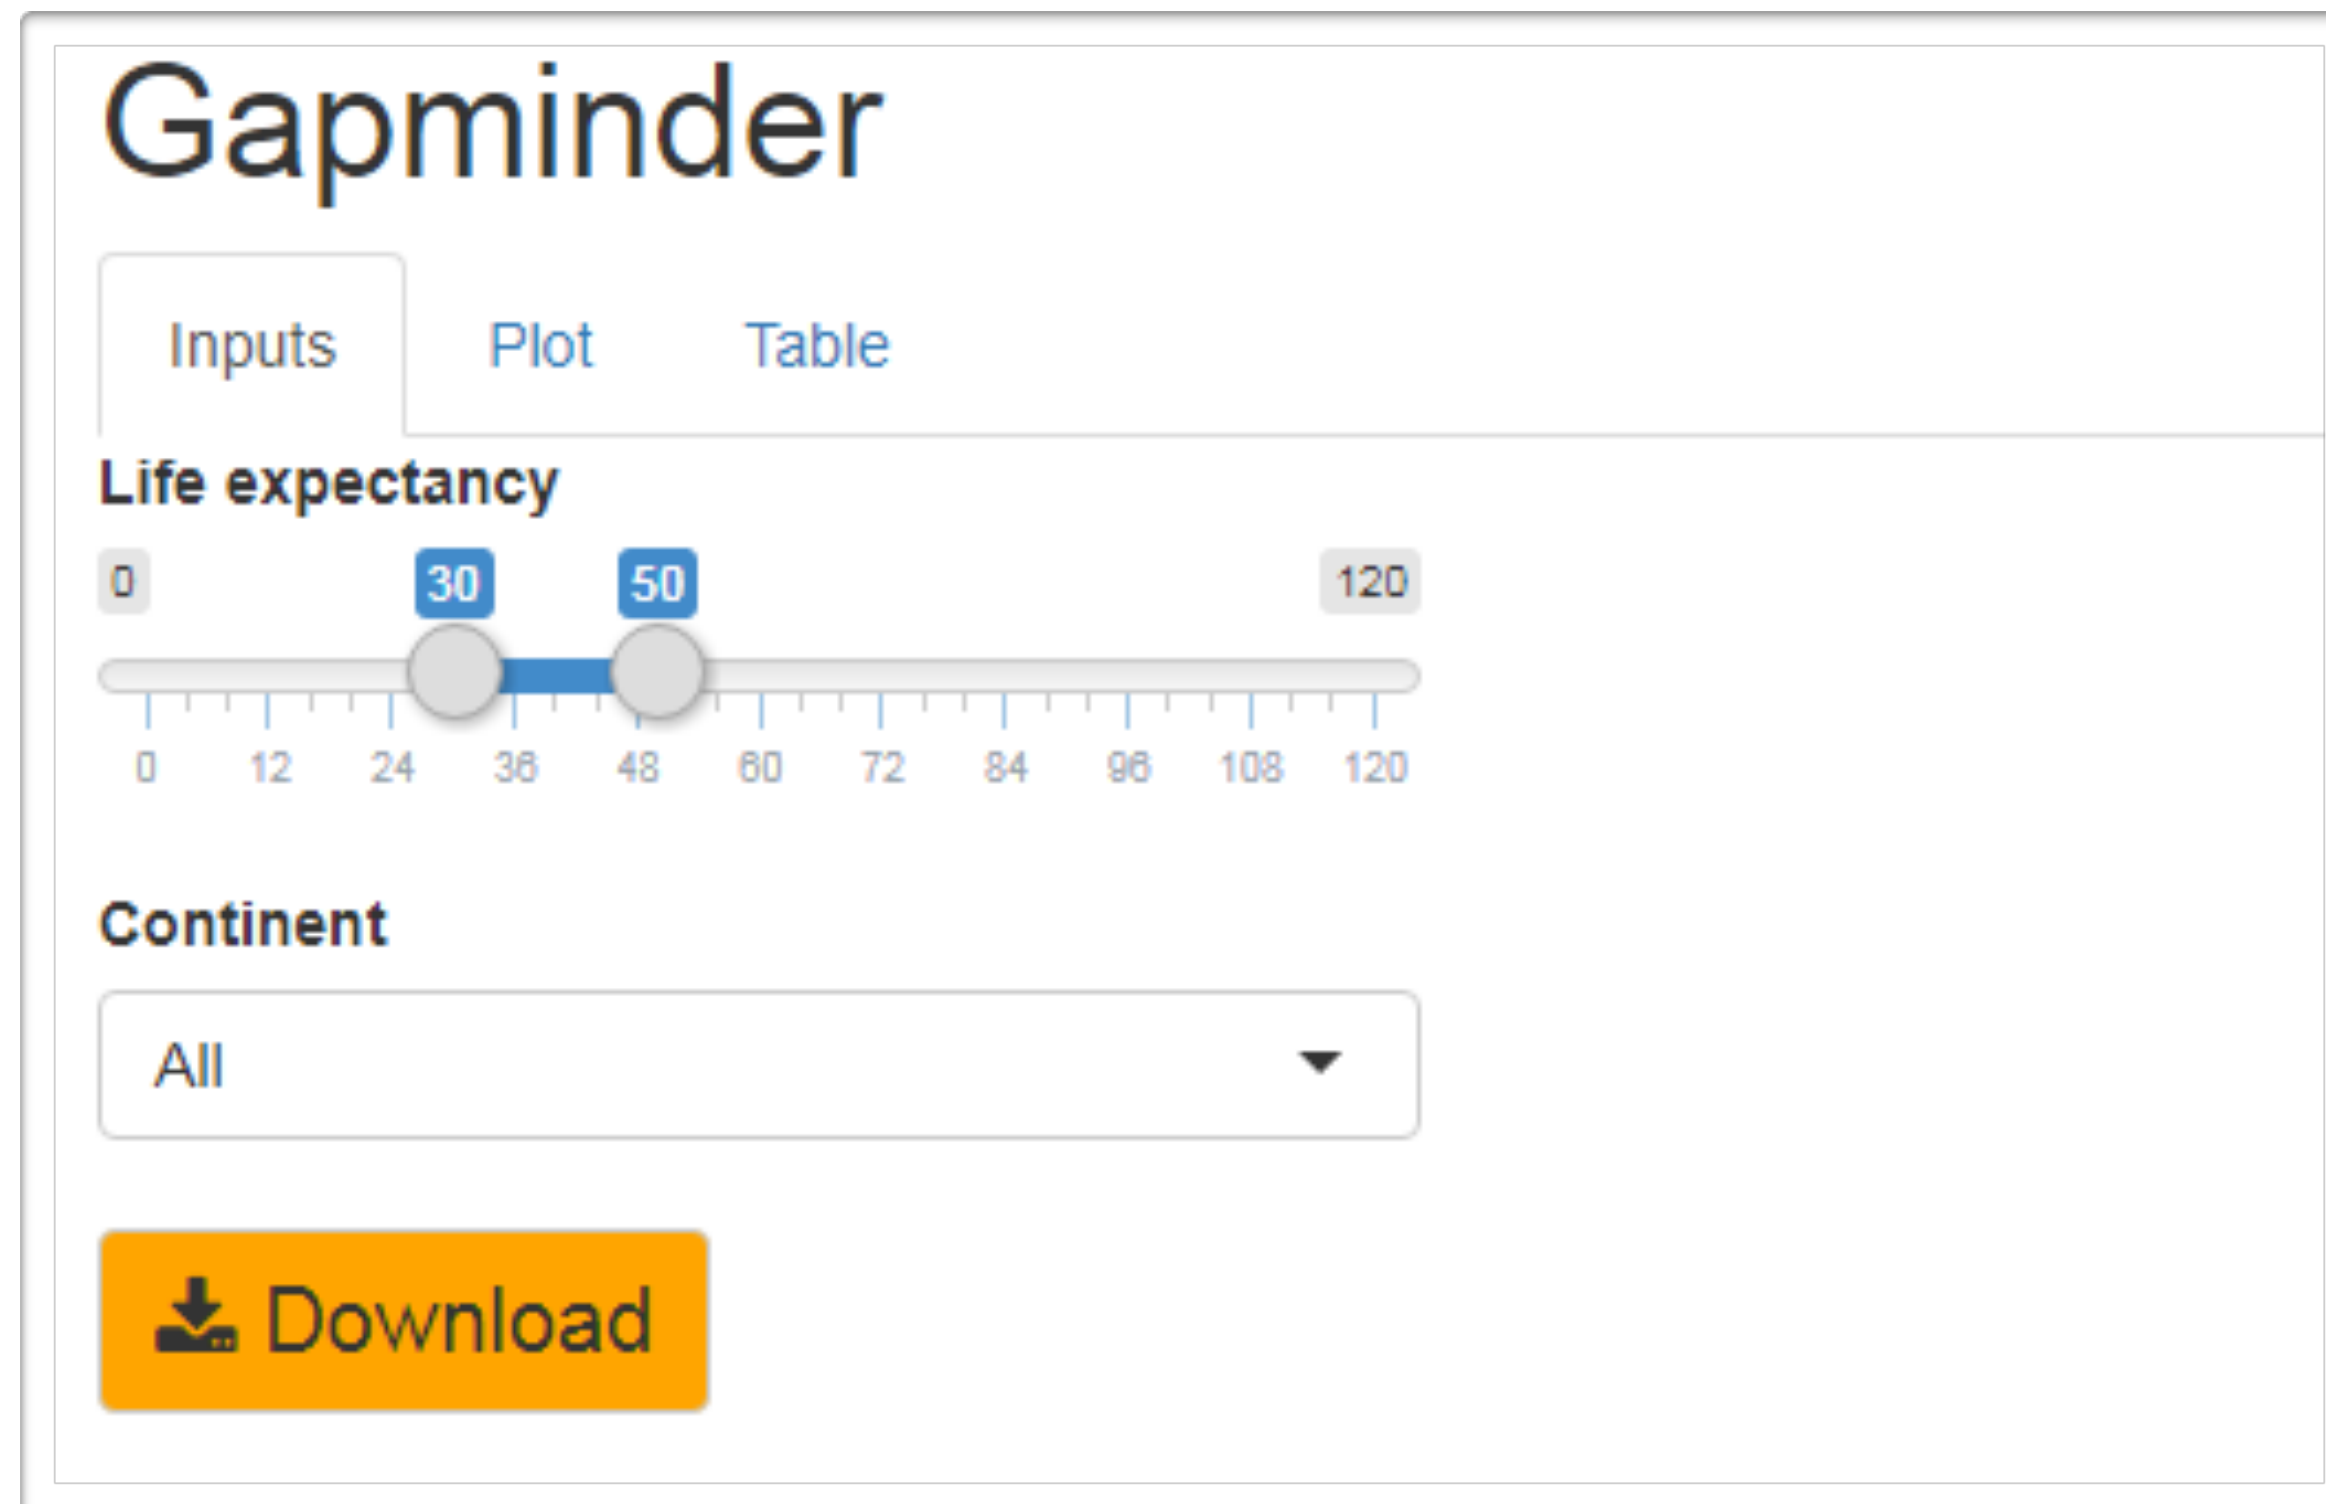 Gapminder
Inputs Plot Table
Life expectancy
0 30 50 120
0 12 24 36 48 60 72 84 96 108 120
Continent
All
Download